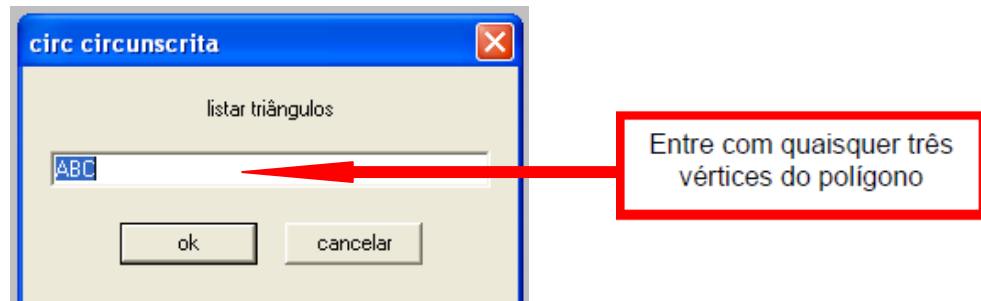 circ circunscrita
listar triângulos
ABC
ok
cancelar
Entre com quaisquer três
vértices do polígono